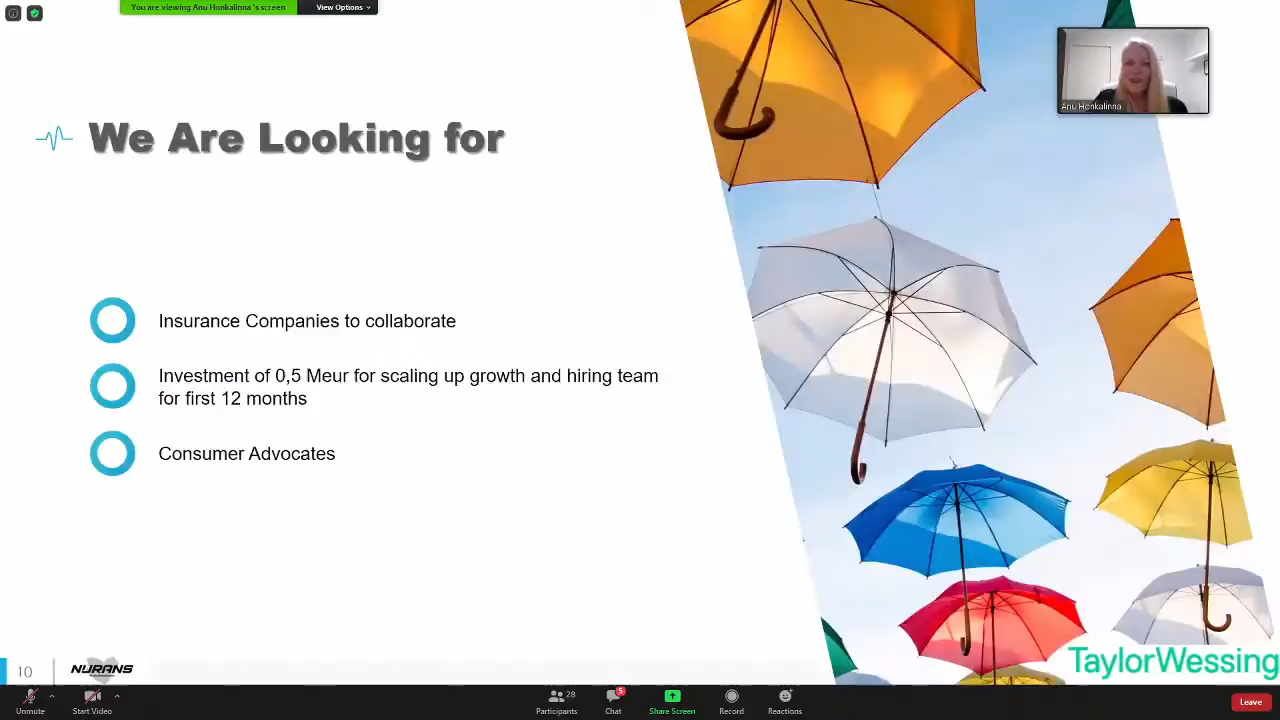 You are viewing Anu Honkalinna 's screen
View Options
Anu Honkalinna
We Are Looking for
Insurance Companies to collaborate
Investment of 0,5 Meur for scaling up growth and hiring team
for first 12 months
Consumer Advocates
10
NURANS
TaylorWessing
Unmute
Start Video
Participants
28
Chat
5
Share Screen
Record
Reactions
Leave